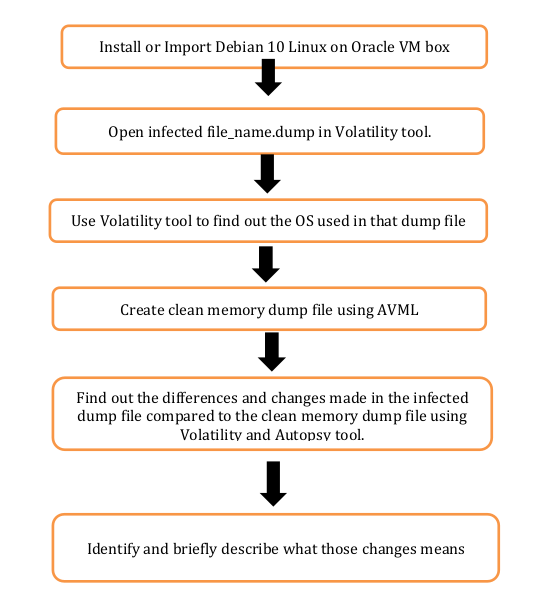 Install or Import Debian 10 Linux on Oracle VM box
Open infected file_name.dump in Volatility tool.
Use Volatility tool to find out the OS used in that dump file
Create clean memory dump file using AVML
Find out the differences and changes made in the infected
dump file compared to the clean memory dump file using
Volatility and Autopsy tool.
Identify and briefly describe what those changes means